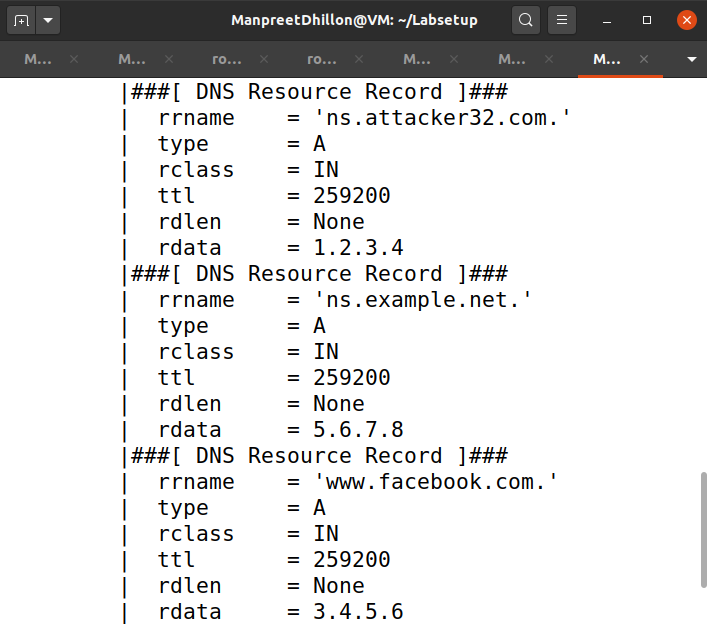 ManpreetDhillon@VM: ~/Labsetup
M... × M... × ro... × ro... × M... × M... × M... ×
|###[ DNS Resource Record ]###
|  rrname    = 'ns.attacker32.com.'
|  type      = A
|  rclass    = IN
|  ttl       = 259200
|  rdlen     = None
|  rdata     = 1.2.3.4
|###[ DNS Resource Record ]###
|  rrname    = 'ns.example.net.'
|  type      = A
|  rclass    = IN
|  ttl       = 259200
|  rdlen     = None
|  rdata     = 5.6.7.8
|###[ DNS Resource Record ]###
|  rrname    = 'www.facebook.com.'
|  type      = A
|  rclass    = IN
|  ttl       = 259200
|  rdlen     = None
|  rdata     = 3.4.5.6